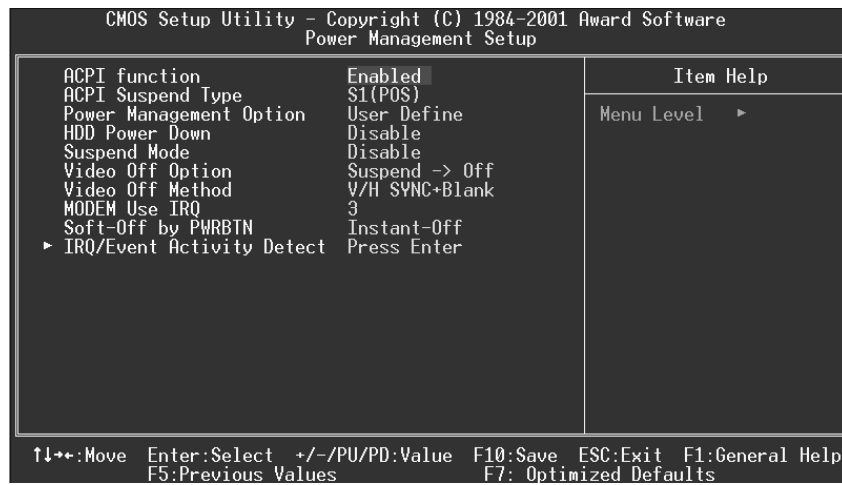 CMOS Setup Utility - Copyright (C) 1984-2001 Award Software
Power Management Setup
ACPI function Enabled
ACPI Suspend Type S1(POS)
Power Management Option User Define
HDD Power Down Disable
Suspend Mode Disable
Video Off Option Suspend -> Off
Video Off Method V/H SYNC+Blank
MODEM Use IRQ 3
Soft-Off by PWRBTN Instant-Off
► IRQ/Event Activity Detect Press Enter
Item Help
Menu Level ►
↑↓→←:Move Enter:Select +/-/PU/PD:Value F10:Save ESC:Exit F1:General Help
F5:Previous Values F7: Optimized Defaults